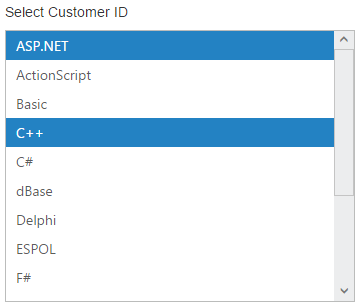 Select Customer ID
ASP.NET
ActionScript
Basic
C++
C#
dBase
Delphi
ESPOL
F#